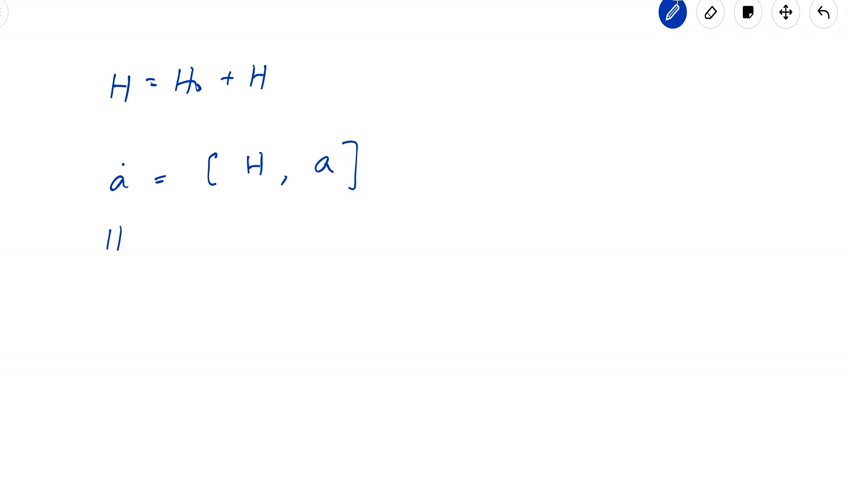 H = H₀ + H
ȧ = [ H , a ]
||